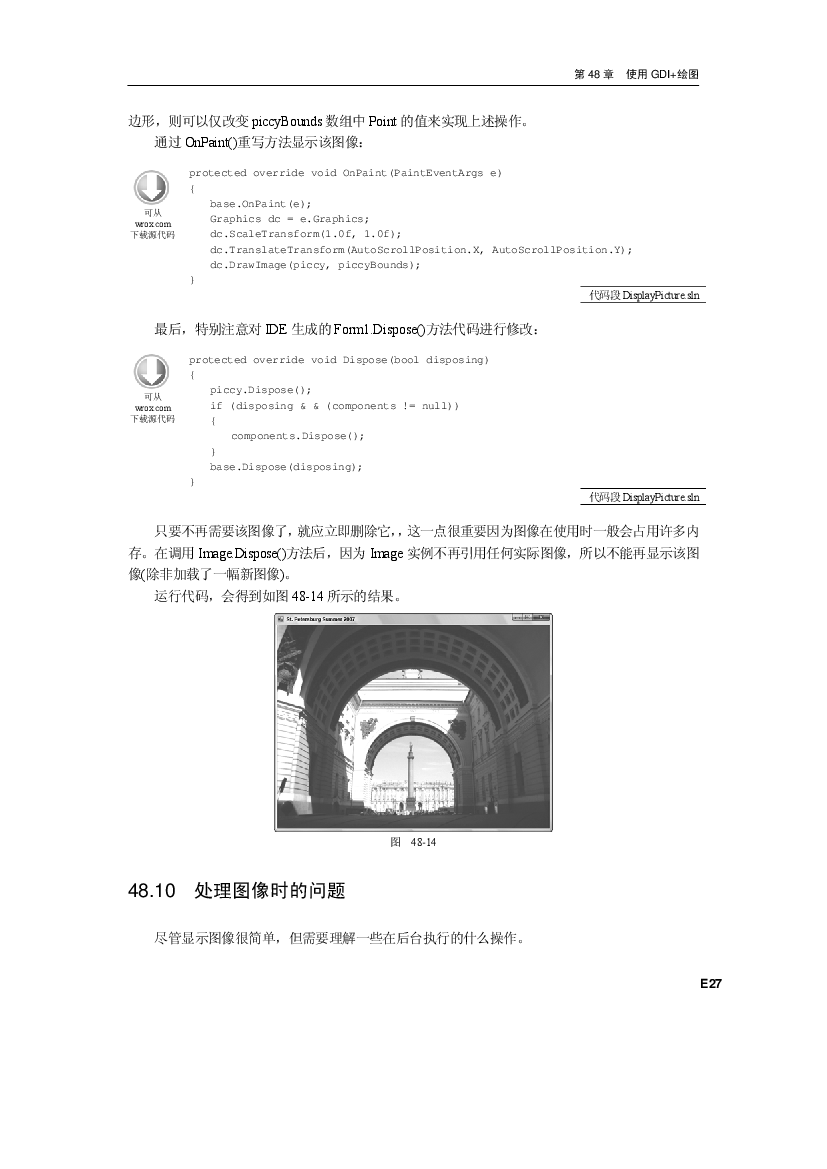 第 48 章　使用 GDI+绘图
边形，则可以仅改变 piccyBounds 数组中 Point 的值来实现上述操作。
通过 OnPaint()重写方法显示该图像：
可从
wrox.com
下载源代码
protected override void OnPaint(PaintEventArgs e)
{
base.OnPaint(e);
Graphics dc = e.Graphics;
dc.ScaleTransform(1.0f, 1.0f);
dc.TranslateTransform(AutoScrollPosition.X, AutoScrollPosition.Y);
dc.DrawImage(piccy, piccyBounds);
}
代码段 DisplayPicture.sln
最后，特别注意对 IDE 生成的 Form1.Dispose()方法代码进行修改：
可从
wrox.com
下载源代码
protected override void Dispose(bool disposing)
{
piccy.Dispose();
if (disposing & & (components != null))
{
components.Dispose();
}
base.Dispose(disposing);
}
代码段 DisplayPicture.sln
只要不再需要该图像了，就应立即删除它，，这一点很重要因为图像在使用时一般会占用许多内
存。在调用 Image.Dispose()方法后，因为 Image 实例不再引用任何实际图像，所以不能再显示该图
像(除非加载了一幅新图像)。
运行代码，会得到如图 48-14 所示的结果。
St. Petersburg Summer 2007
图　48-14
48.10　处理图像时的问题
尽管显示图像很简单，但需要理解一些在后台执行的什么操作。
E27